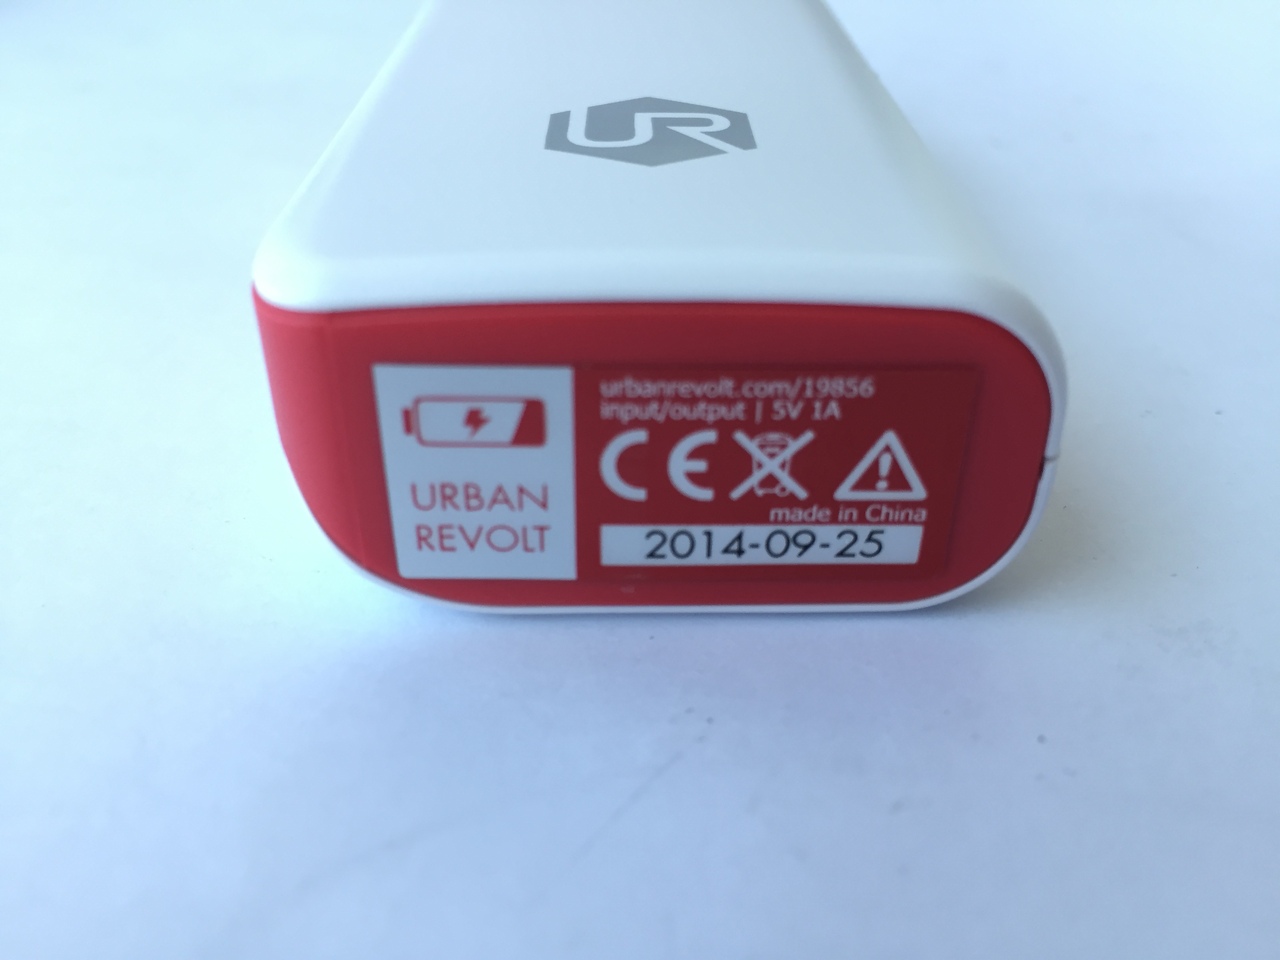 UR
URBAN
REVOLT
urbanrevolt.com/19856
input/output | 5V 1A
CE
made in China
2014-09-25